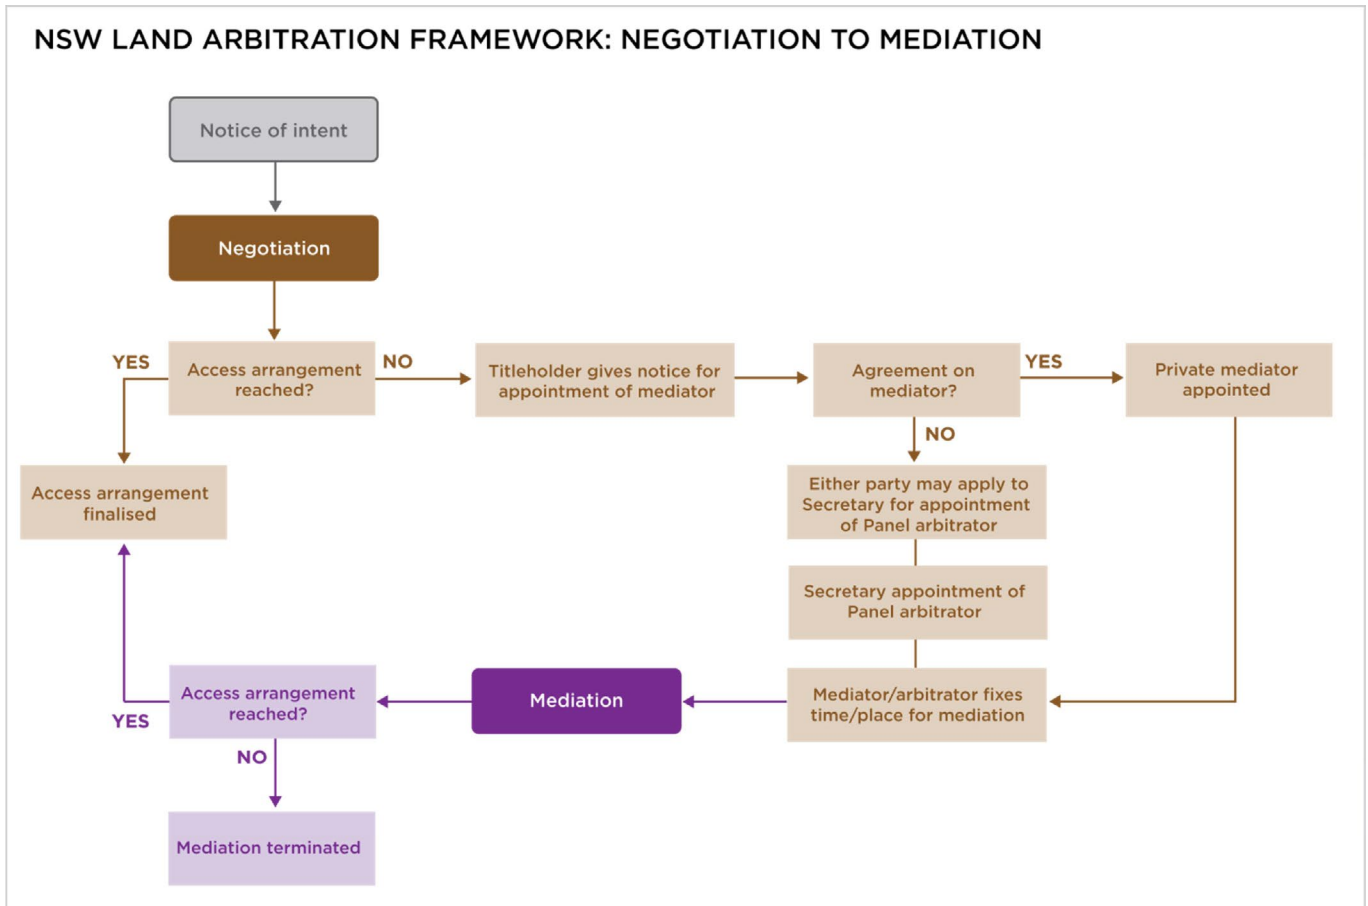 NSW LAND ARBITRATION FRAMEWORK: NEGOTIATION TO MEDIATION
Notice of intent
Negotiation
YES
Access arrangement
reached?
NO
Titleholder gives notice for
appointment of mediator
Agreement on
mediator?
YES
Private mediator
appointed
NO
Access arrangement
finalised
Either party may apply to
Secretary for appointment
of Panel arbitrator
Secretary appointment of
Panel arbitrator
Mediator/arbitrator fixes
time/place for mediation
Mediation
Access arrangement
reached?
YES
NO
Mediation terminated